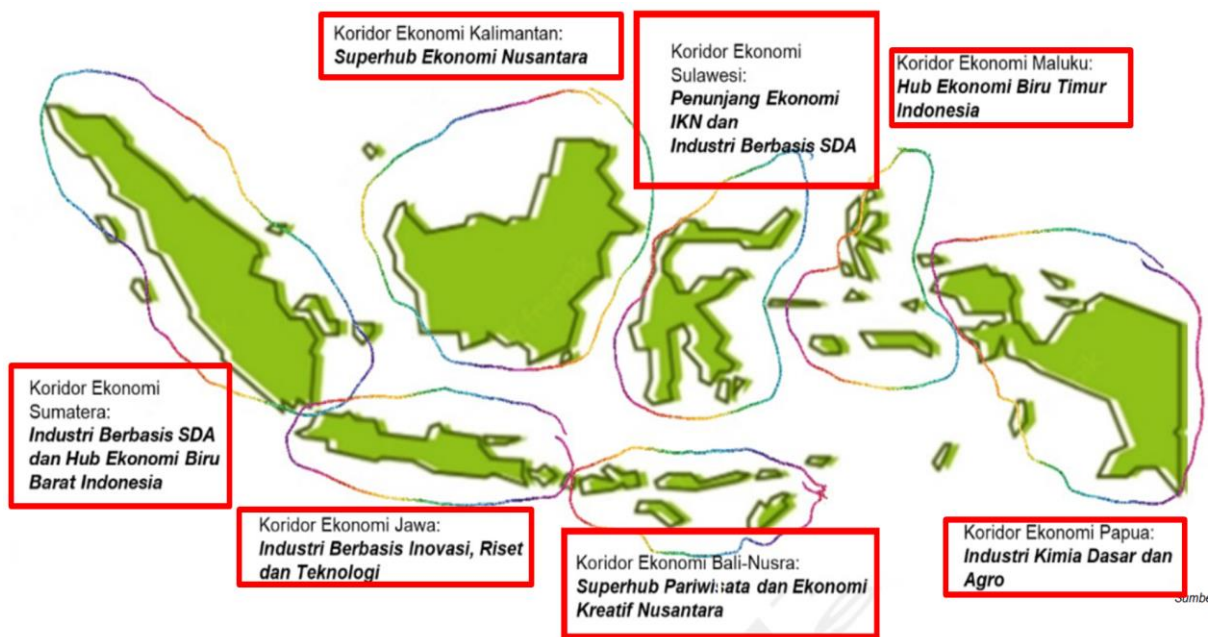 Koridor Ekonomi Kalimantan:
Superhub Ekonomi Nusantara
Koridor Ekonomi
Sulawesi:
Penunjang Ekonomi
IKN dan
Industri Berbasis SDA
Koridor Ekonomi Maluku:
Hub Ekonomi Biru Timur
Indonesia
Koridor Ekonomi
Sumatera:
Industri Berbasis SDA
dan Hub Ekonomi Biru
Barat Indonesia
Koridor Ekonomi Jawa:
Industri Berbasis Inovasi, Riset
dan Teknologi
Koridor Ekonomi Bali-Nusra:
Superhub Pariwisata dan Ekonomi
Kreatif Nusantara
Koridor Ekonomi Papua:
Industri Kimia Dasar dan
Agro